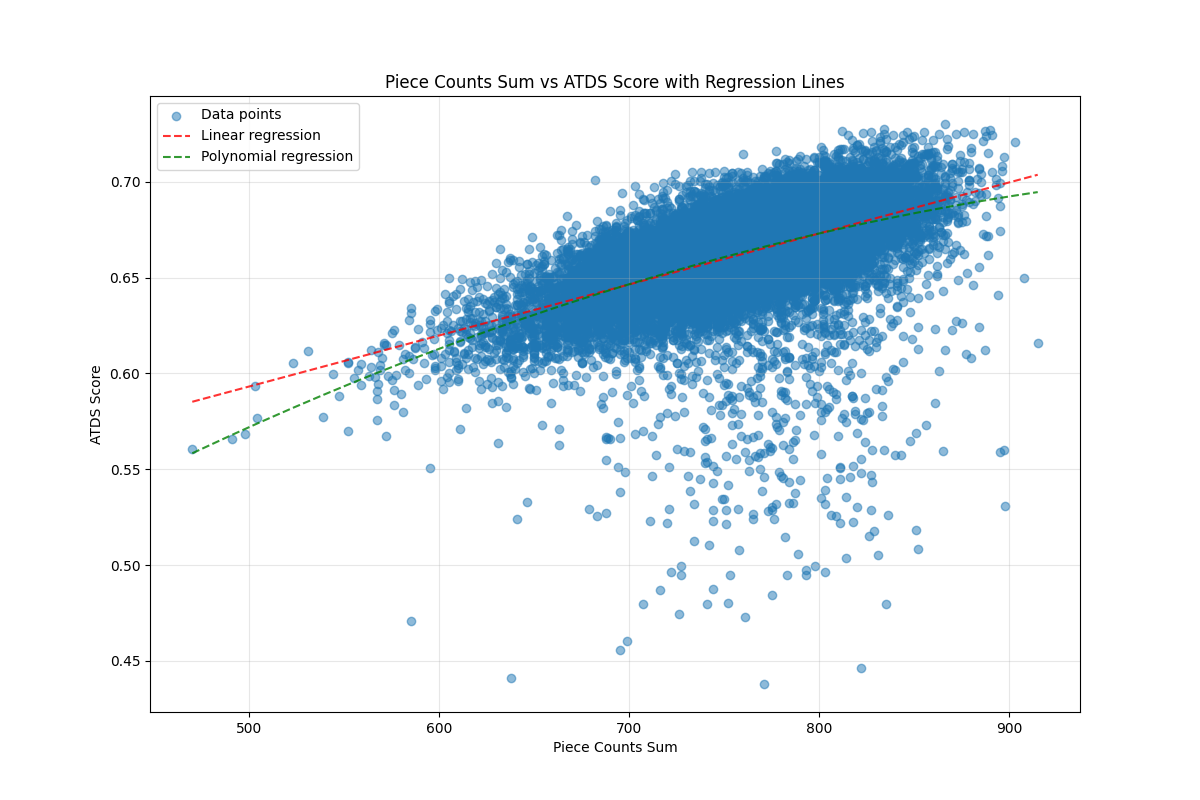 Piece Counts Sum vs ATDS Score with Regression Lines
Data points
Linear regression
Polynomial regression
ATDS Score
0.70
0.65
0.60
0.55
0.50
0.45
500 600 700 800 900
Piece Counts Sum